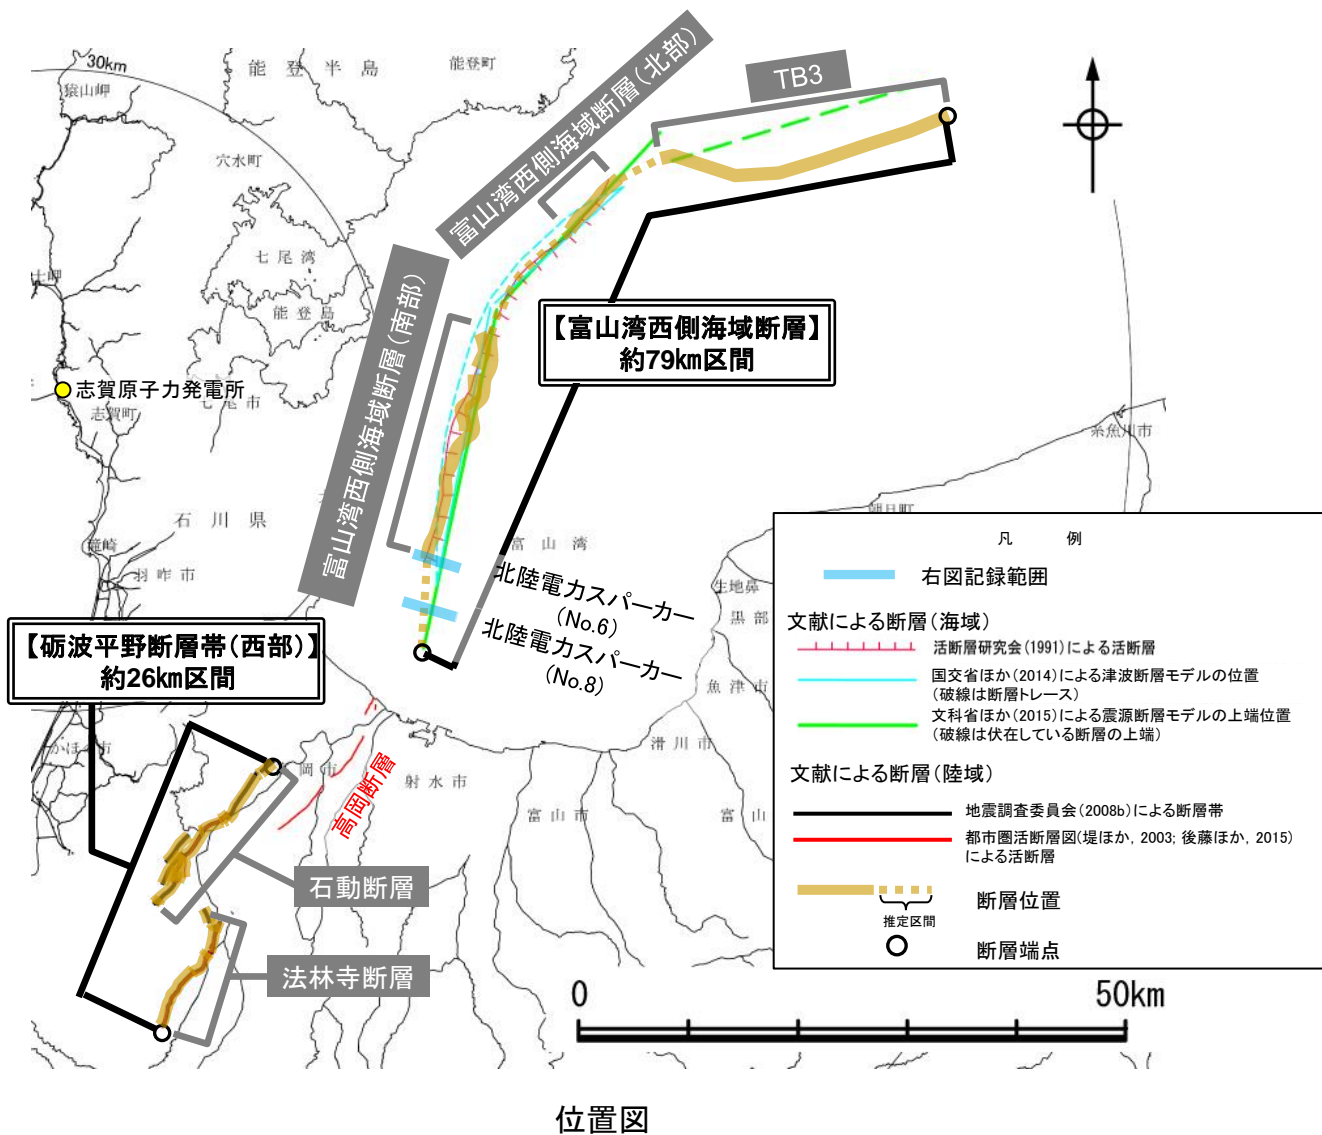 30km
猿山岬
能登半島
能登町
穴水町
七尾湾
能登島
志賀原子力発電所
七尾市
志賀町
石川県
滝崎
羽咋市
富山湾西側海域断層(北部)
TB3
富山湾西側海域断層(南部)
【富山湾西側海域断層】
約79km区間
富山湾
北陸電力スパーカー
(No.6)
北陸電力スパーカー
(No.8)
糸魚川市
朝日町
生地鼻
黒部
魚津市
滑川市
【砺波平野断層帯(西部)】
約26km区間
かほく市
岡市
高岡断層
射水市
富山市
富山
石動断層
法林寺断層
凡例
右図記録範囲
文献による断層(海域)
活断層研究会(1991)による活断層
国交省ほか(2014)による津波断層モデルの位置
(破線は断層トレース)
文科省ほか(2015)による震源断層モデルの上端位置
(破線は伏在している断層の上端)
文献による断層(陸域)
地震調査委員会(2008b)による断層帯
都市圏活断層図(堤ほか, 2003; 後藤ほか, 2015)
による活断層
断層位置
推定区間
断層端点
0
50km
位置図